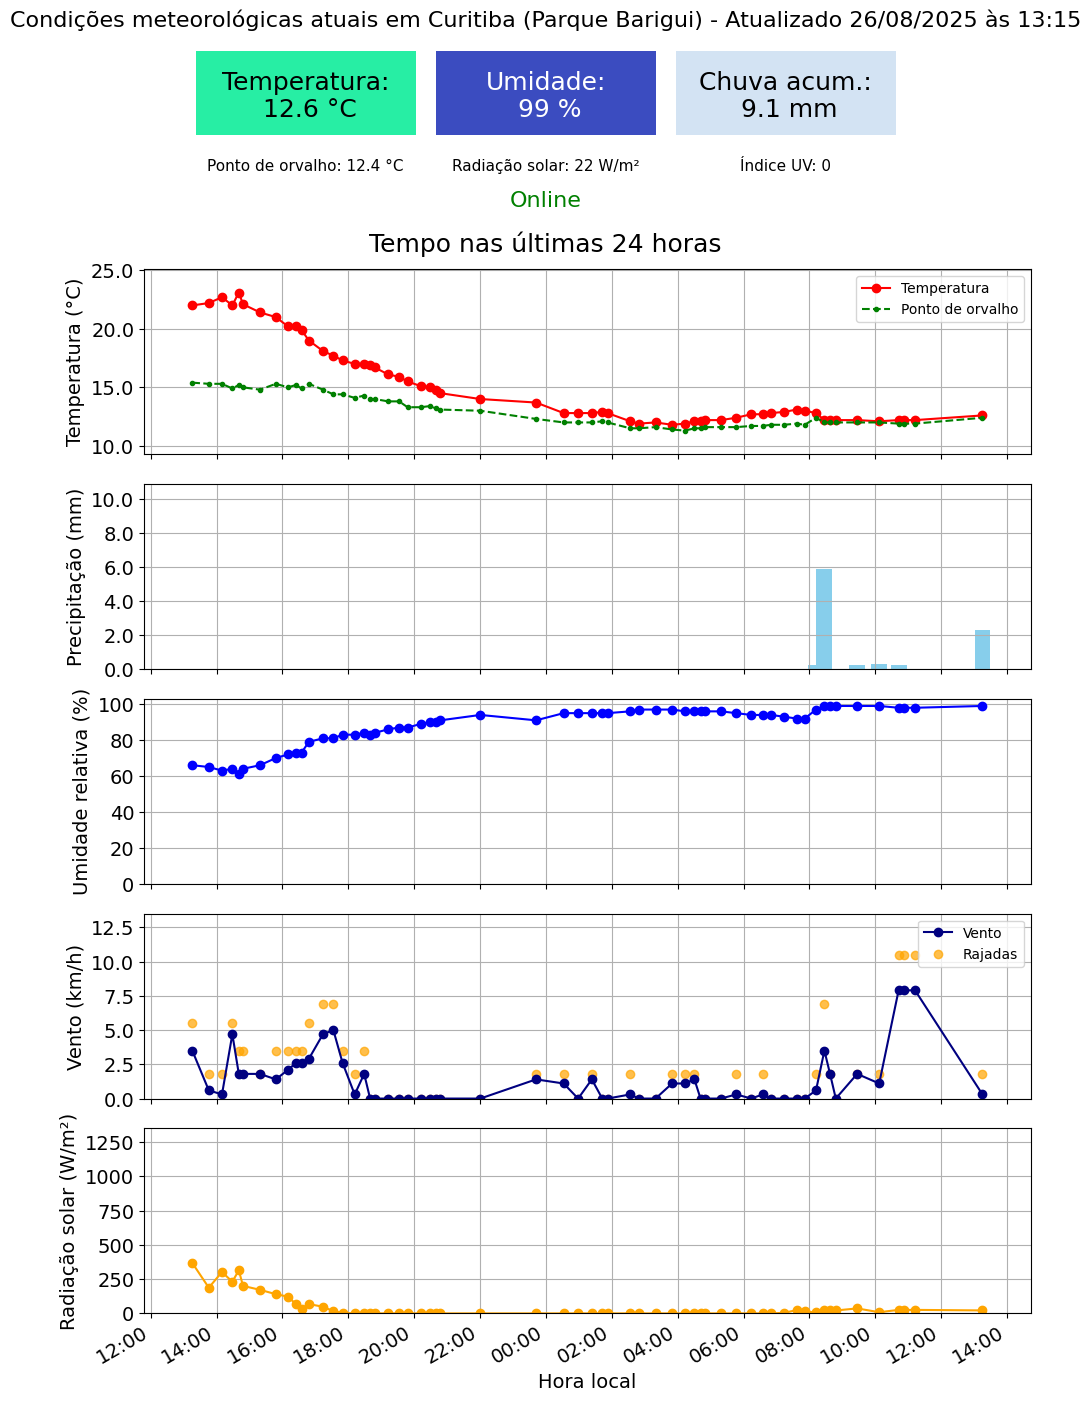 Condições meteorológicas atuais em Curitiba (Parque Barigui) - Atualizado 26/08/2025 às 13:15
Temperatura:
12.6 °C
Umidade:
99 %
Chuva acum.:
9.1 mm
Ponto de orvalho: 12.4 °C
Radiação solar: 22 W/m²
Índice UV: 0
Online
Tempo nas últimas 24 horas
Temperatura (°C)
25.0
20.0
15.0
10.0
Temperatura
Ponto de orvalho
Precipitação (mm)
10.0
8.0
6.0
4.0
2.0
0.0
Umidade relativa (%)
100
80
60
40
20
0
Vento (km/h)
12.5
10.0
7.5
5.0
2.5
0.0
Vento
Rajadas
Radiação solar (W/m²)
1250
1000
750
500
250
0
12:00
14:00
16:00
18:00
20:00
22:00
00:00
02:00
04:00
06:00
08:00
10:00
12:00
14:00
Hora local